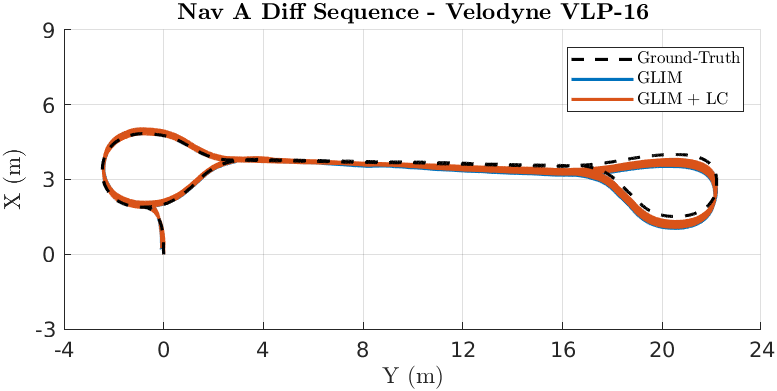 Nav A Diff Sequence - Velodyne VLP-16
9
6
3
0
-3
X (m)
Ground-Truth
GLIM
GLIM + LC
-4 0 4 8 12 16 20 24
Y (m)